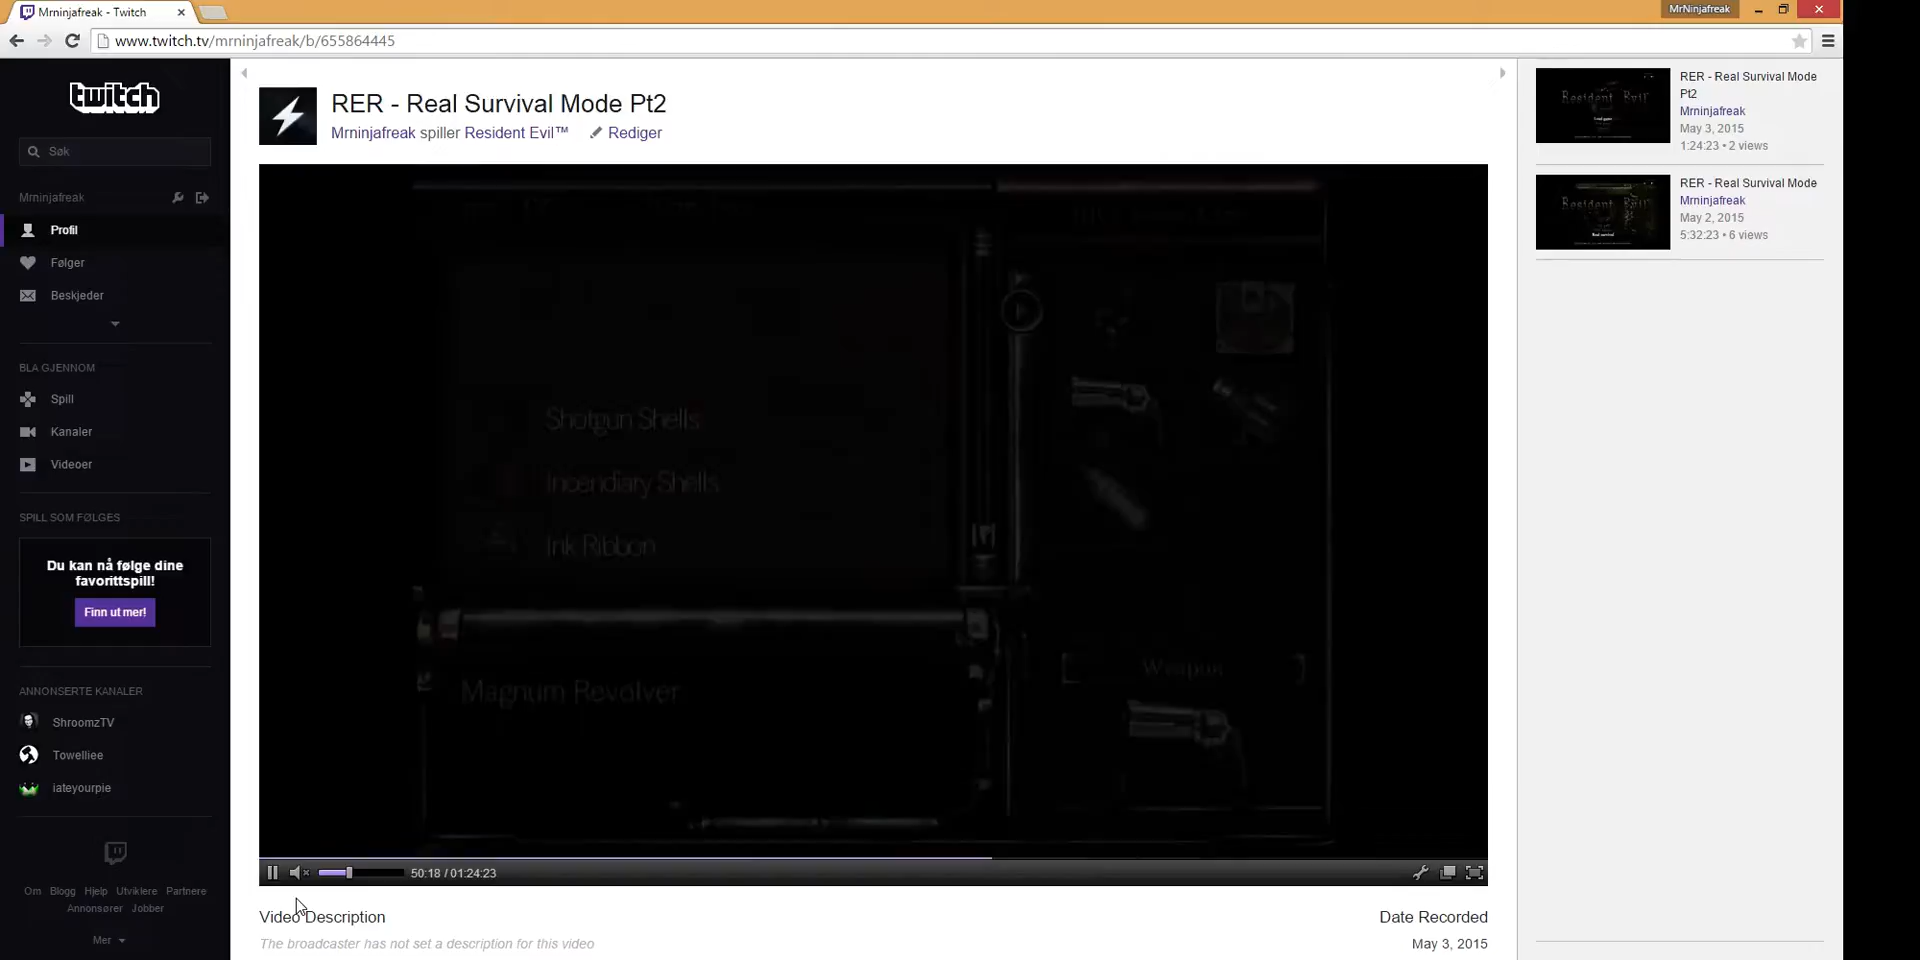 Mrninjafreak - Twitch
MrNinjafreak
www.twitch.tv/mrninjafreak/b/655864445
twitch
Søk
Mrninjafreak
Profil
Følger
Beskjeder
BLA GJENNOM
Spill
Kanaler
Videoer
SPILL SOM FØLGES
Du kan nå følge dine
favorittspill!
Finn ut mer!
ANNONSERTE KANALER
ShroomzTV
Towelliee
iateyourpie
Om Blogg Hjelp Utviklere Partnere
Annonsører Jobber
Mer
RER - Real Survival Mode Pt2
Mrninjafreak spiller Resident Evil™ Rediger
Shotgun Shells
Incendiary Shells
Ink Ribbon
Magnum Revolver
Weapon
50:18 / 01:24:23
Video Description
The broadcaster has not set a description for this video
Date Recorded
May 3, 2015
Resident Evil
RER - Real Survival Mode
Pt2
Mrninjafreak
May 3, 2015
1:24:23 • 2 views
Resident Evil
RER - Real Survival Mode
Mrninjafreak
May 2, 2015
5:32:23 • 6 views